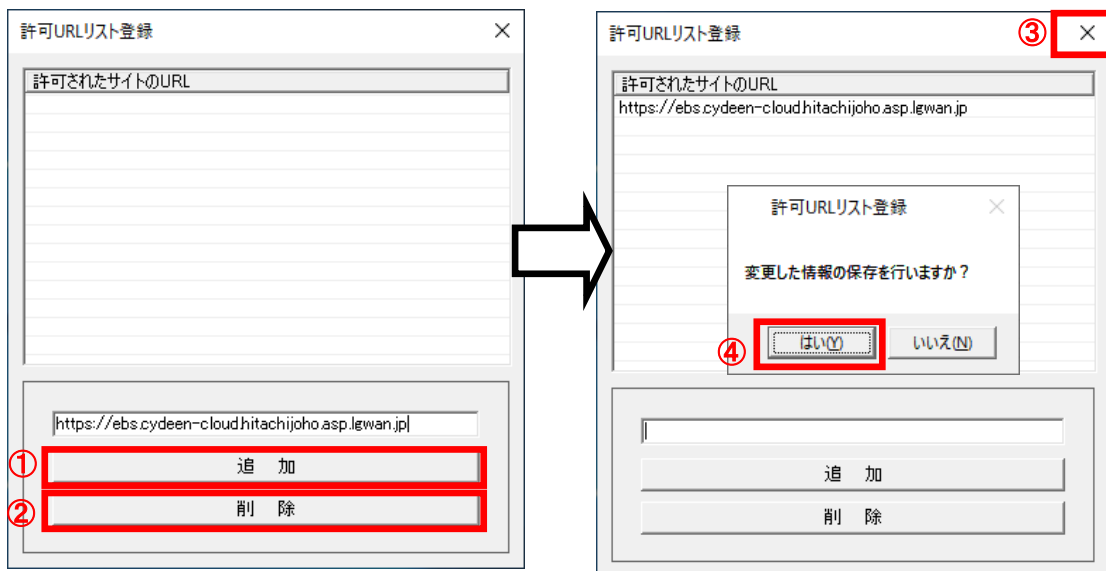 許可URLリスト登録
許可されたサイトのURL
https://ebs.cydeen-cloud.hitachijoho.asp.lgwan.jp
① 追 加
② 削 除
許可URLリスト登録
③
許可されたサイトのURL
https://ebs.cydeen-cloud.hitachijoho.asp.lgwan.jp
許可URLリスト登録
変更した情報の保存を行いますか？
④ はい(Y) いいえ(N)
追 加
削 除